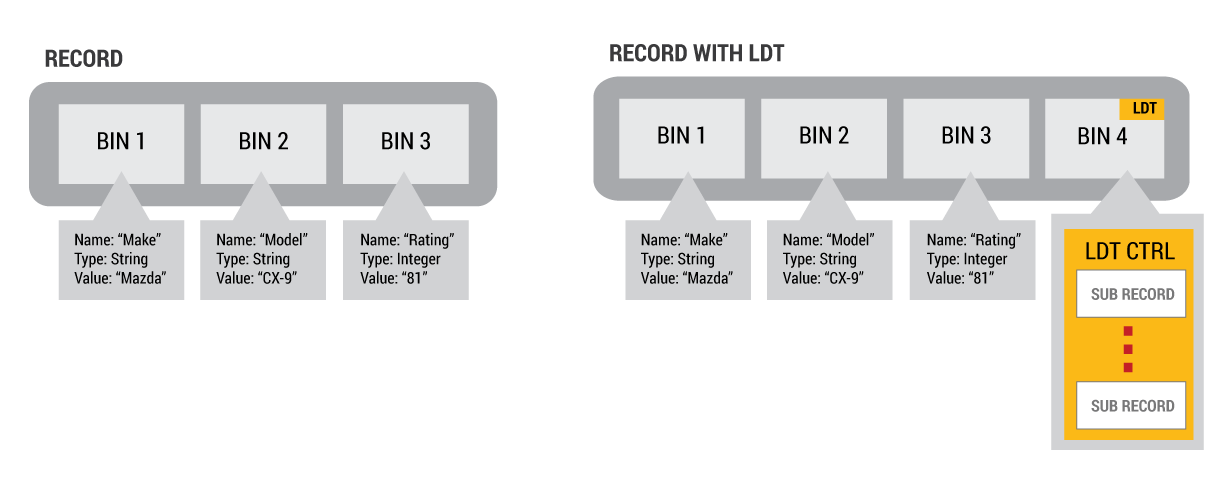 RECORD
BIN 1
BIN 2
BIN 3
Name: “Make”
Type: String
Value: “Mazda”
Name: “Model”
Type: String
Value: “CX-9”
Name: “Rating”
Type: Integer
Value: “81”
RECORD WITH LDT
BIN 1
BIN 2
BIN 3
LDT
BIN 4
Name: “Make”
Type: String
Value: “Mazda”
Name: “Model”
Type: String
Value: “CX-9”
Name: “Rating”
Type: Integer
Value: “81”
LDT CTRL
SUB RECORD
SUB RECORD